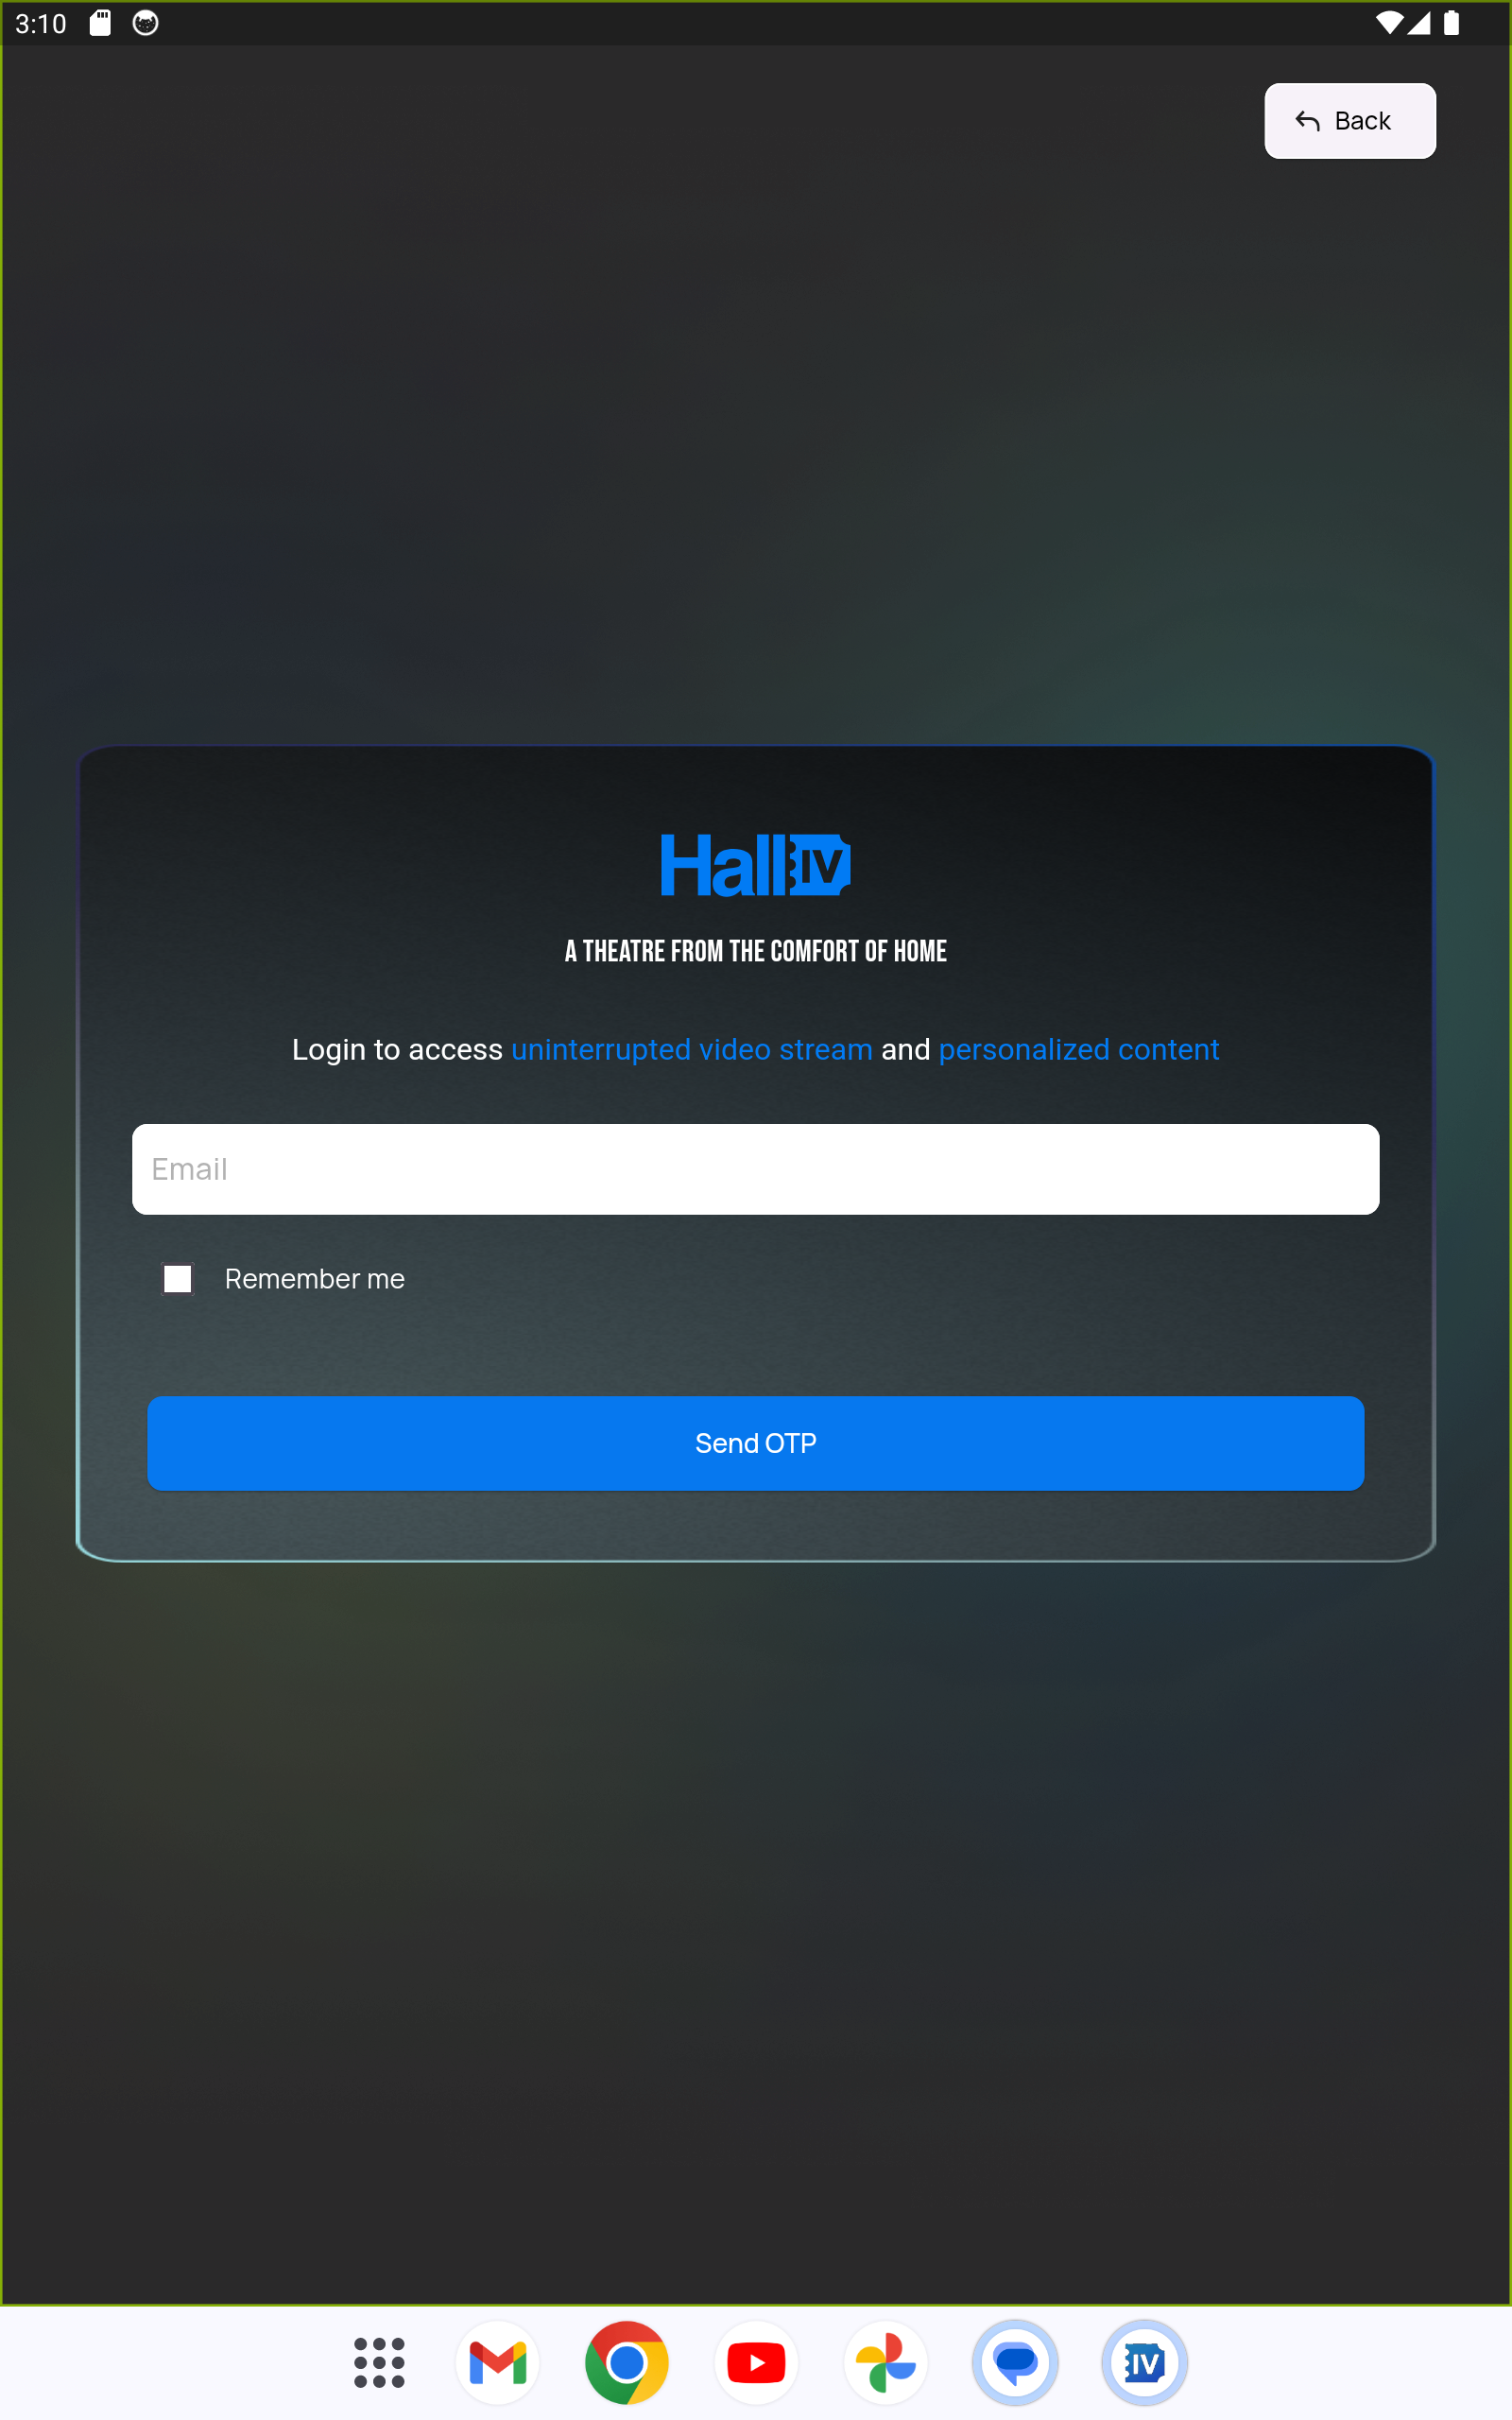 3:10
Back
HallIV
A THEATRE FROM THE COMFORT OF HOME
Login to access uninterrupted video stream and personalized content
Email
Remember me
Send OTP
IV